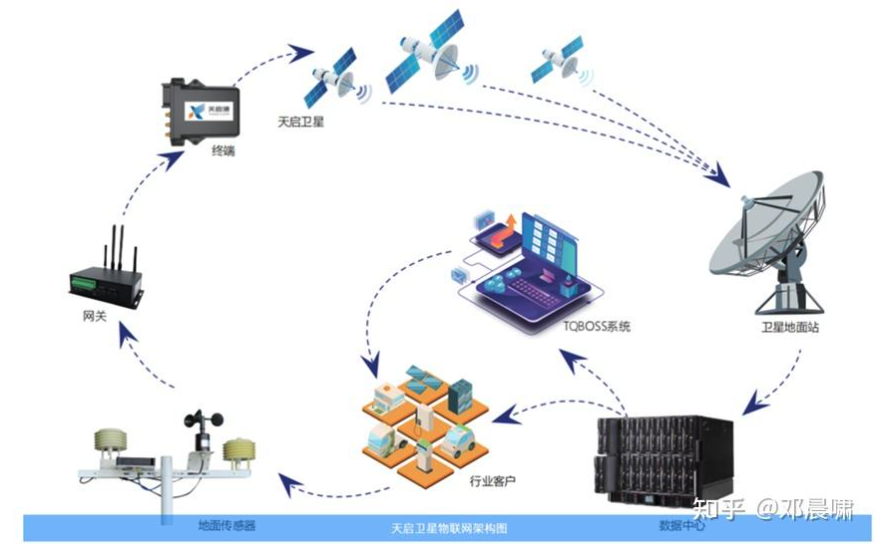 天启卫星
终端
网关
TQBOSS系统
卫星地面站
行业客户
地面传感器
天启卫星物联网架构图
数据中心
知乎 @邓晨啸